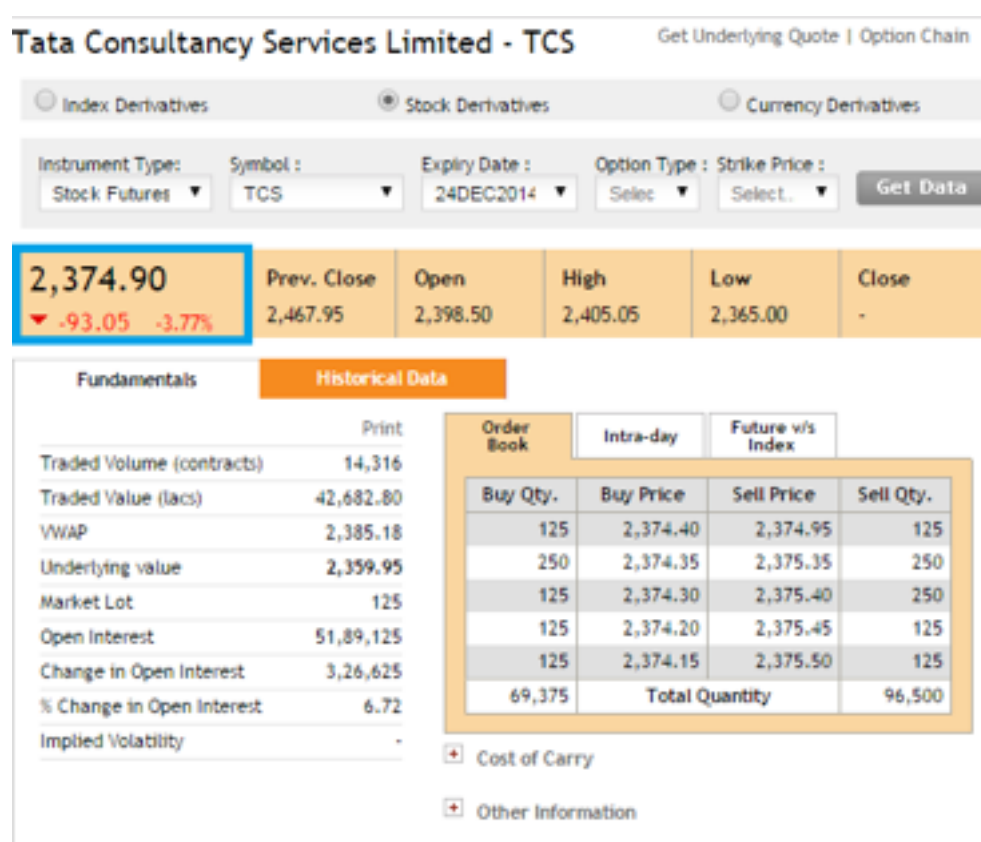 Tata Consultancy Services Limited - TCS Get Underlying Quote | Option Chain
Index Derivatives Stock Derivatives Currency Derivatives
Instrument Type: Symbol : Expiry Date : Option Type : Strike Price :
Stock Futures TCS 24DEC2014 Selec Select.. Get Data
2,374.90 Prev. Close Open High Low Close
-93.05 -3.77% 2,467.95 2,398.50 2,405.05 2,365.00 -
Fundamentals Historical Data
Print
Traded Volume (contracts) 14,316
Traded Value (lacs) 42,682.80
VWAP 2,385.18
Underlying value 2,359.95
Market Lot 125
Open Interest 51,89,125
Change in Open Interest 3,26,625
% Change in Open Interest 6.72
Implied Volatility -
Order Book Intra-day Future v/s Index
Buy Qty. Buy Price Sell Price Sell Qty.
125 2,374.40 2,374.95 125
250 2,374.35 2,375.35 250
125 2,374.30 2,375.40 250
125 2,374.20 2,375.45 125
125 2,374.15 2,375.50 125
69,375 Total Quantity 96,500
Cost of Carry
Other Information